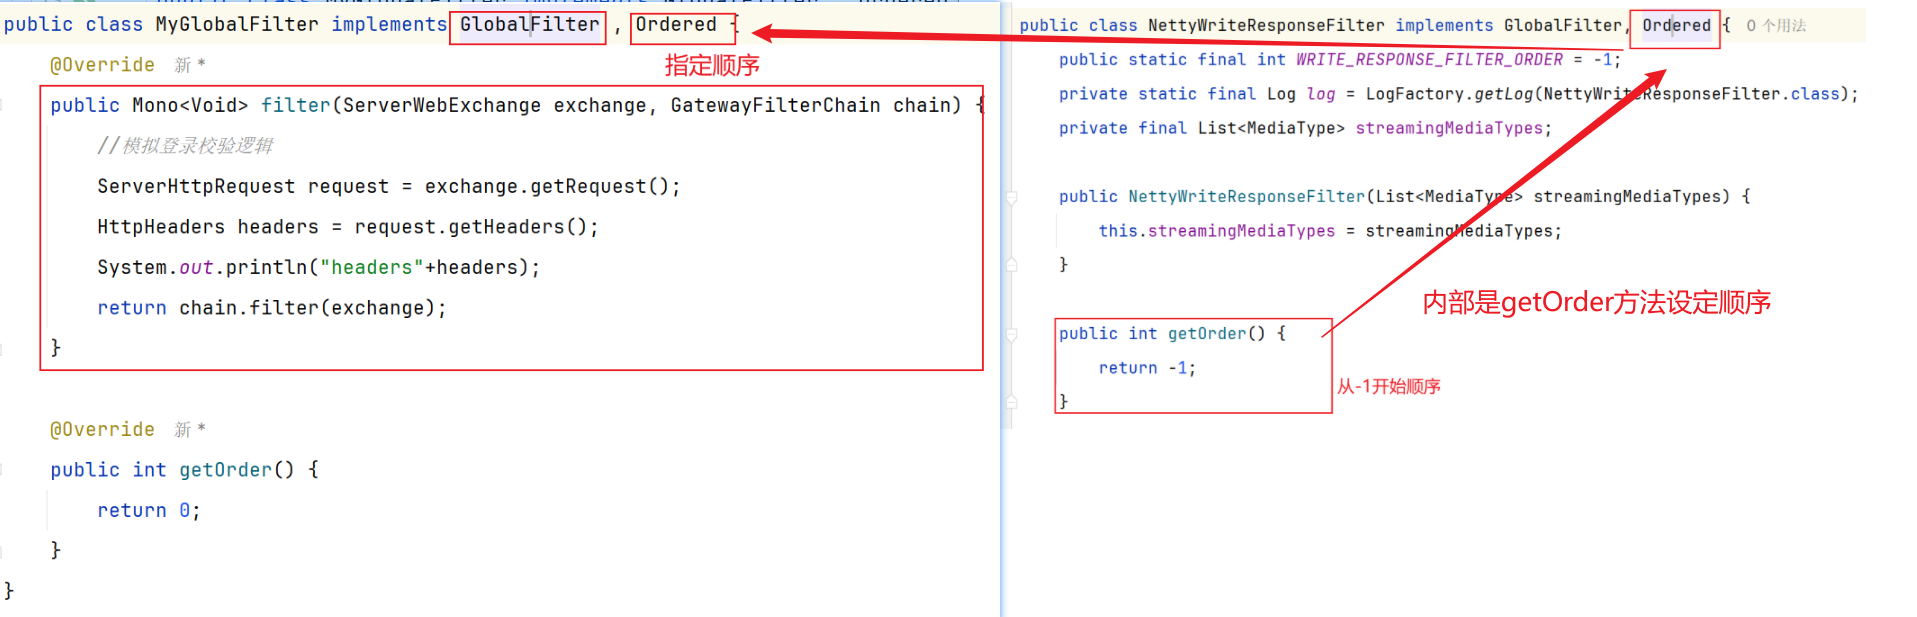 public class MyGlobalFilter implements GlobalFilter , Ordered {
指定顺序
@Override 新 *
public Mono<Void> filter(ServerWebExchange exchange, GatewayFilterChain chain) {
//模拟登录校验逻辑
ServerHttpRequest request = exchange.getRequest();
HttpHeaders headers = request.getHeaders();
System.out.println("headers"+headers);
return chain.filter(exchange);
}
@Override 新 *
public int getOrder() {
return 0;
}
}
public class NettyWriteResponseFilter implements GlobalFilter, Ordered { 0 个用法
public static final int WRITE_RESPONSE_FILTER_ORDER = -1;
private static final Log log = LogFactory.getLog(NettyWriteResponseFilter.class);
private final List<MediaType> streamingMediaTypes;
public NettyWriteResponseFilter(List<MediaType> streamingMediaTypes) {
this.streamingMediaTypes = streamingMediaTypes;
}
内部是getOrder方法设定顺序
public int getOrder() {
return -1;
}
从-1开始顺序